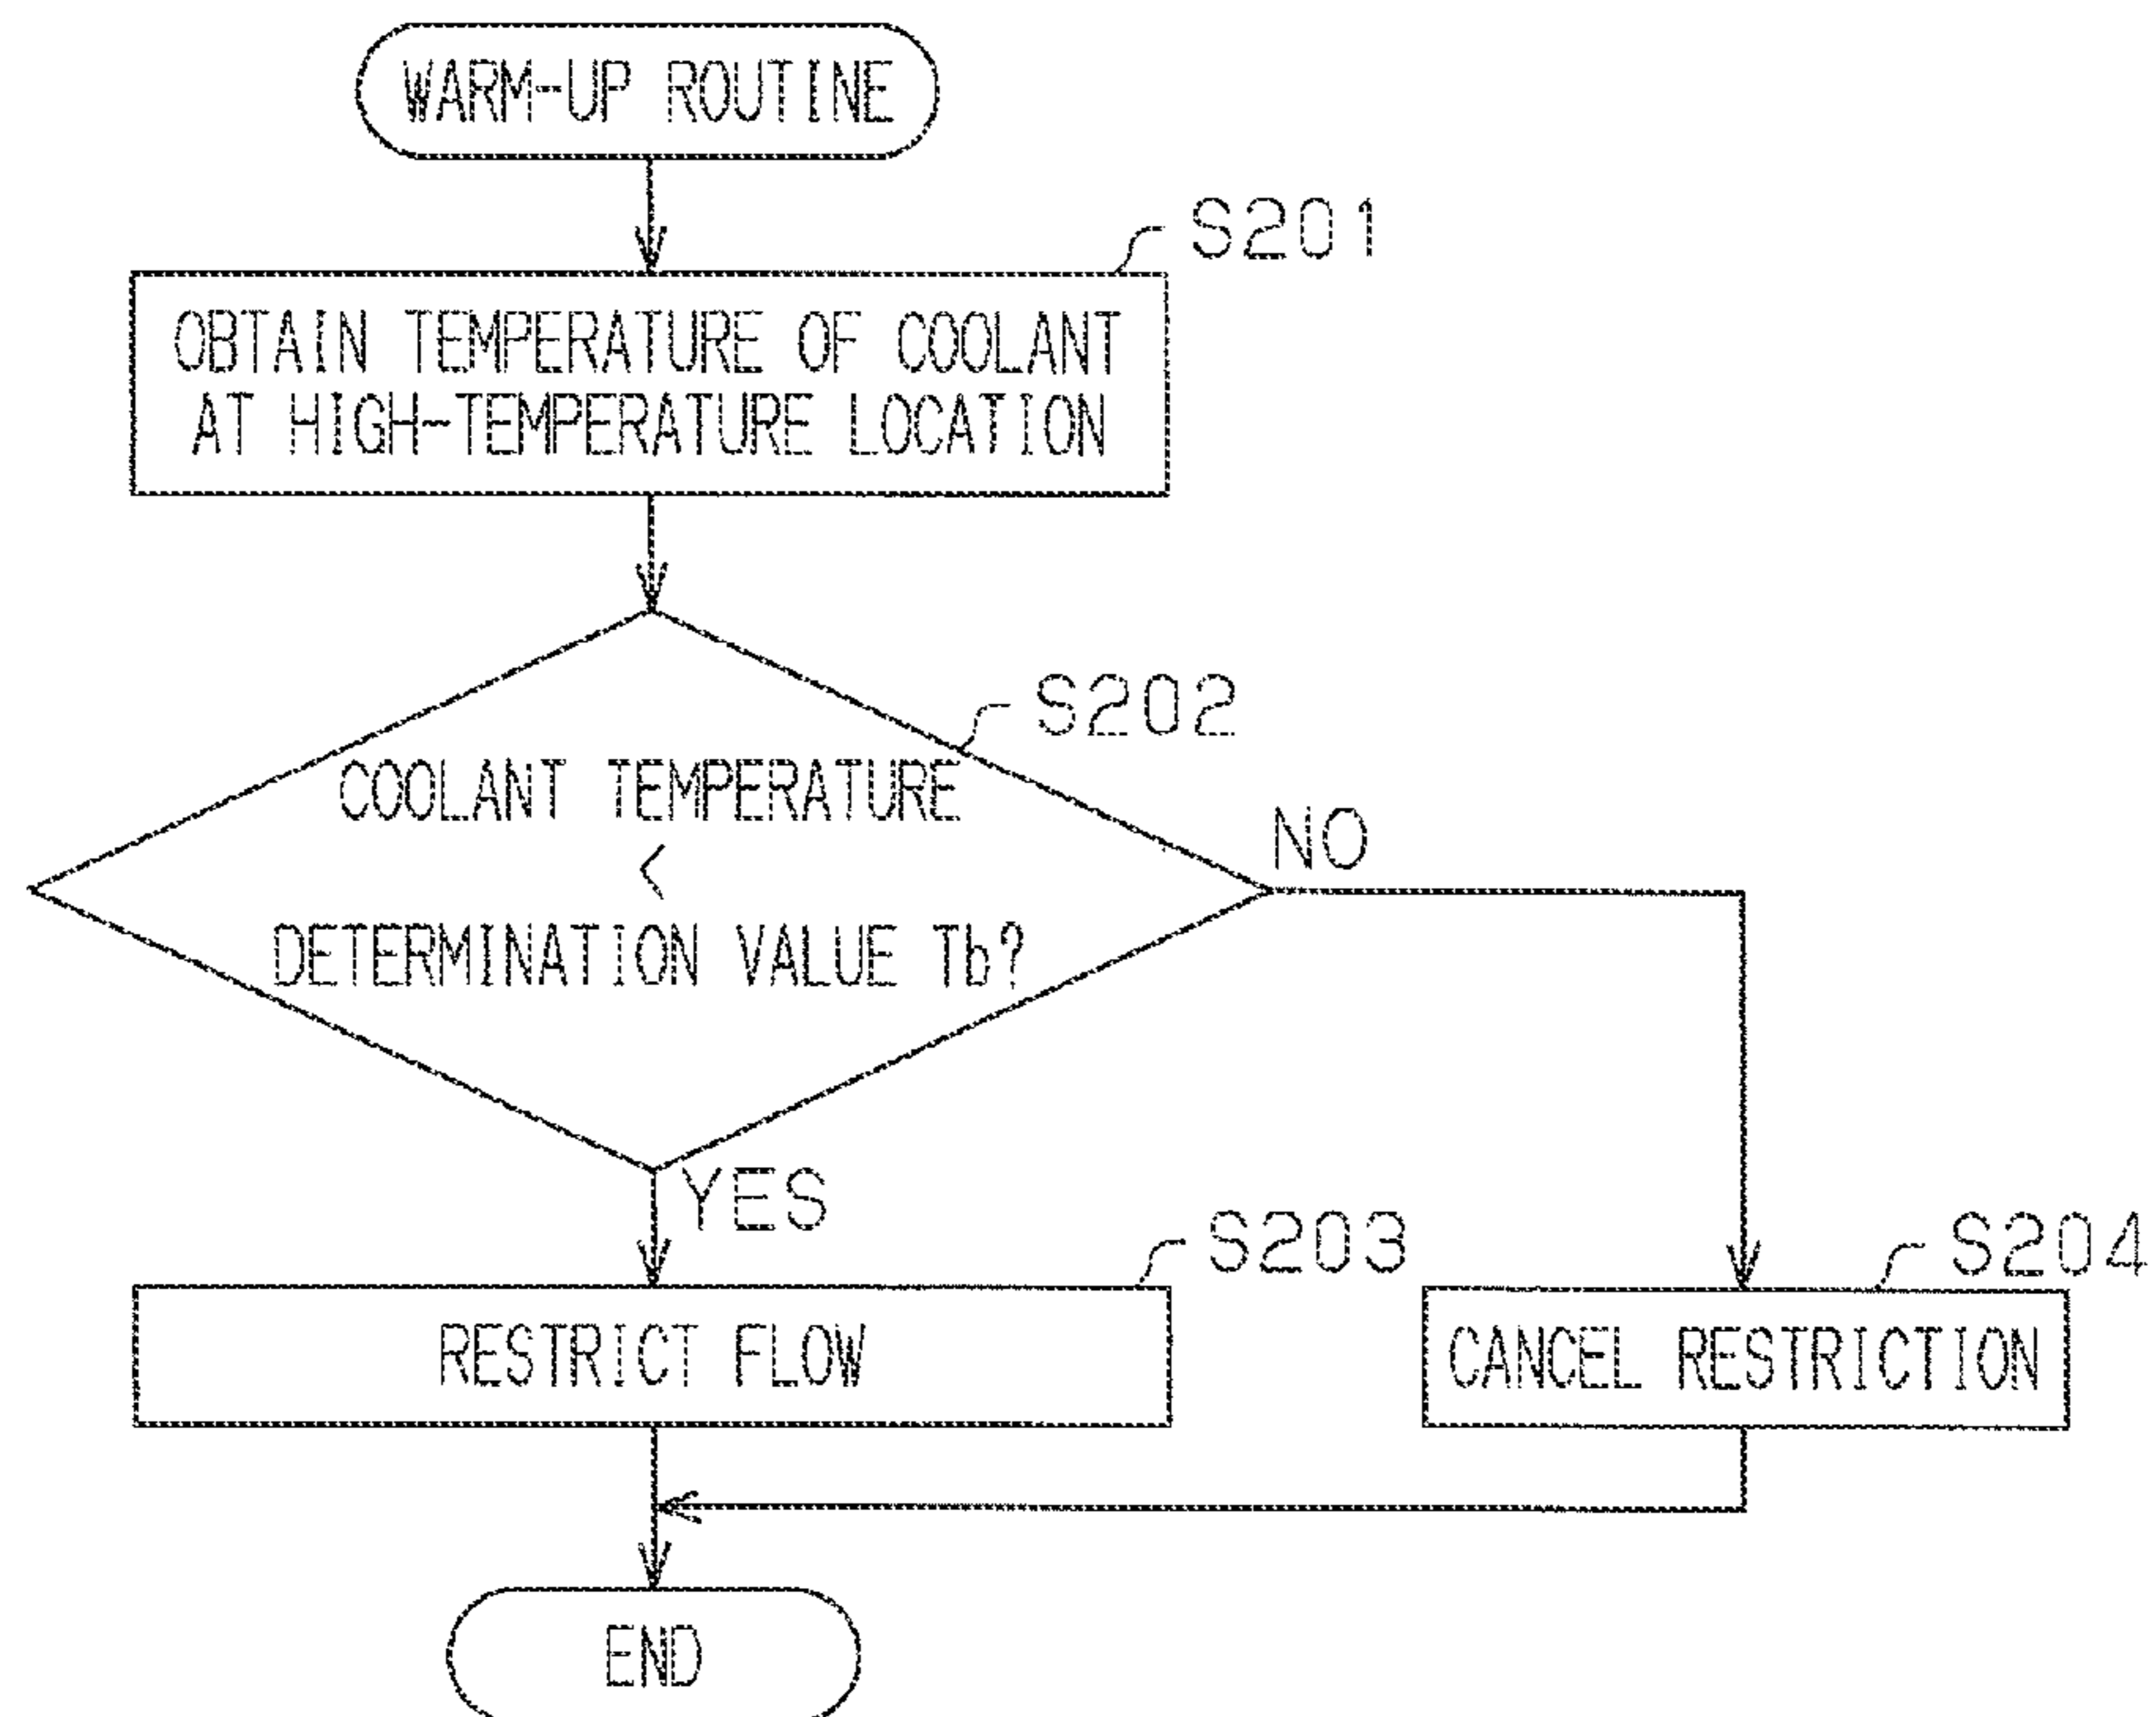 WARM-UP ROUTINE
S201
OBTAIN TEMPERATURE OF COOLANT
AT HIGH-TEMPERATURE LOCATION
S202
COOLANT TEMPERATURE
<
DETERMINATION VALUE Tb?
NO
YES
S203
RESTRICT FLOW
S204
CANCEL RESTRICTION
END